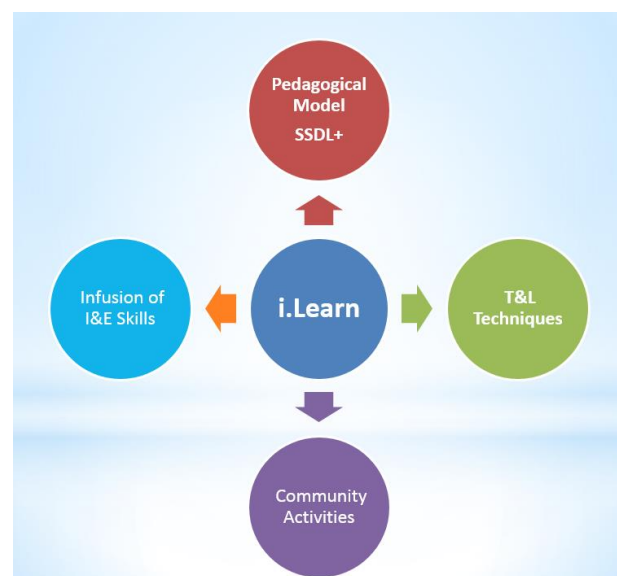 Pedagogical
Model
SSDL+
Infusion of
I&E Skills
i.Learn
T&L
Techniques
Community
Activities